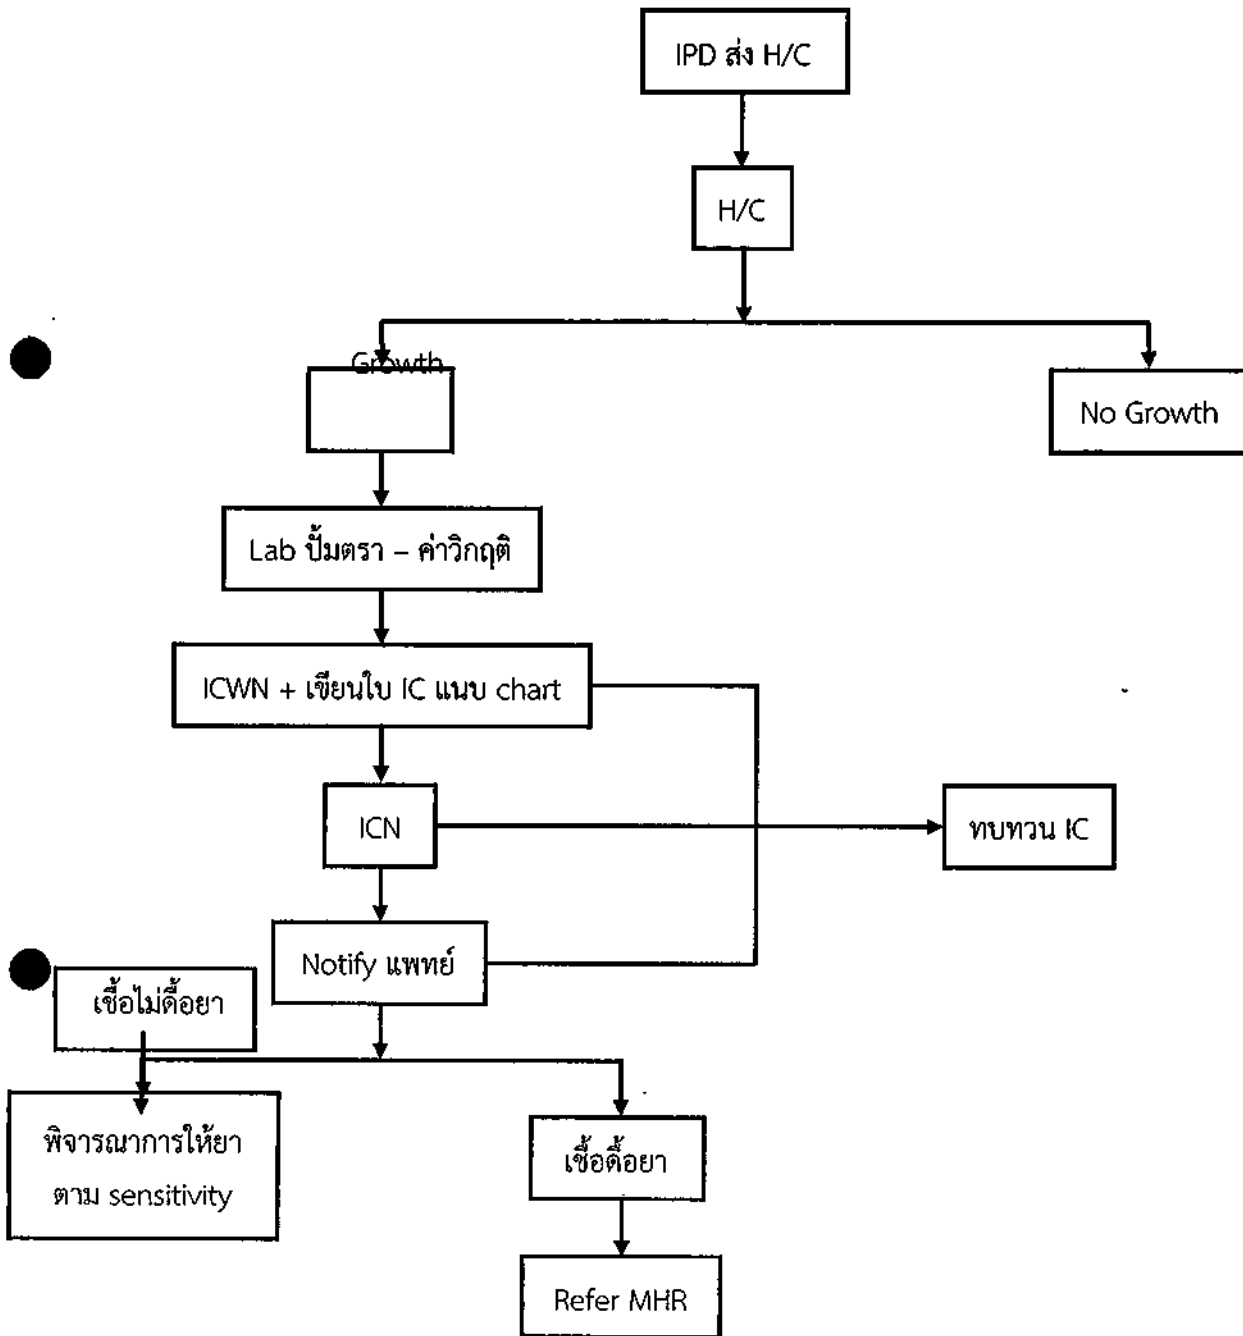 IPD ส่ง H/C
H/C
Growth
No Growth
Lab ปั้มตรา – ค่าวิกฤติ
ICWN + เขียนใบ IC แนบ chart
ICN
ทบทวน IC
Notify แพทย์
เชื้อไม่ดื้อยา
พิจารณาการให้ยา
ตาม sensitivity
เชื้อดื้อยา
Refer MHR